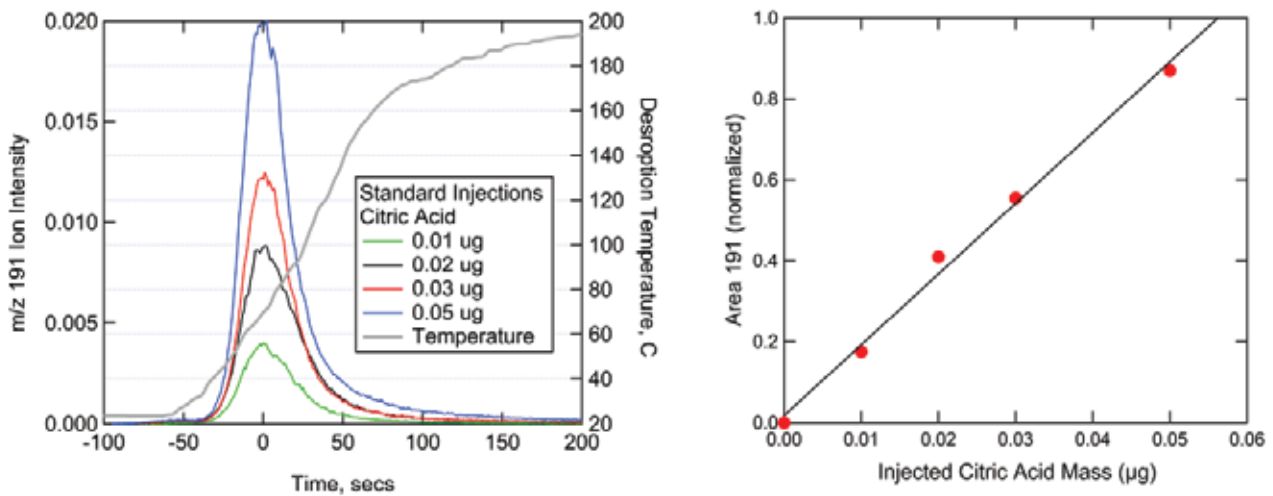 m/z 191 Ion Intensity
0.020
0.015
0.010
0.005
0.000
-100
-50
0
50
100
150
200
Time, secs
200
180
160
140
120
100
80
60
40
20
Desroption Temperature, C
Standard Injections
Citric Acid
0.01 ug
0.02 ug
0.03 ug
0.05 ug
Temperature
Area 191 (normalized)
1.0
0.8
0.6
0.4
0.2
0.0
0.00
0.01
0.02
0.03
0.04
0.05
0.06
Injected Citric Acid Mass (µg)